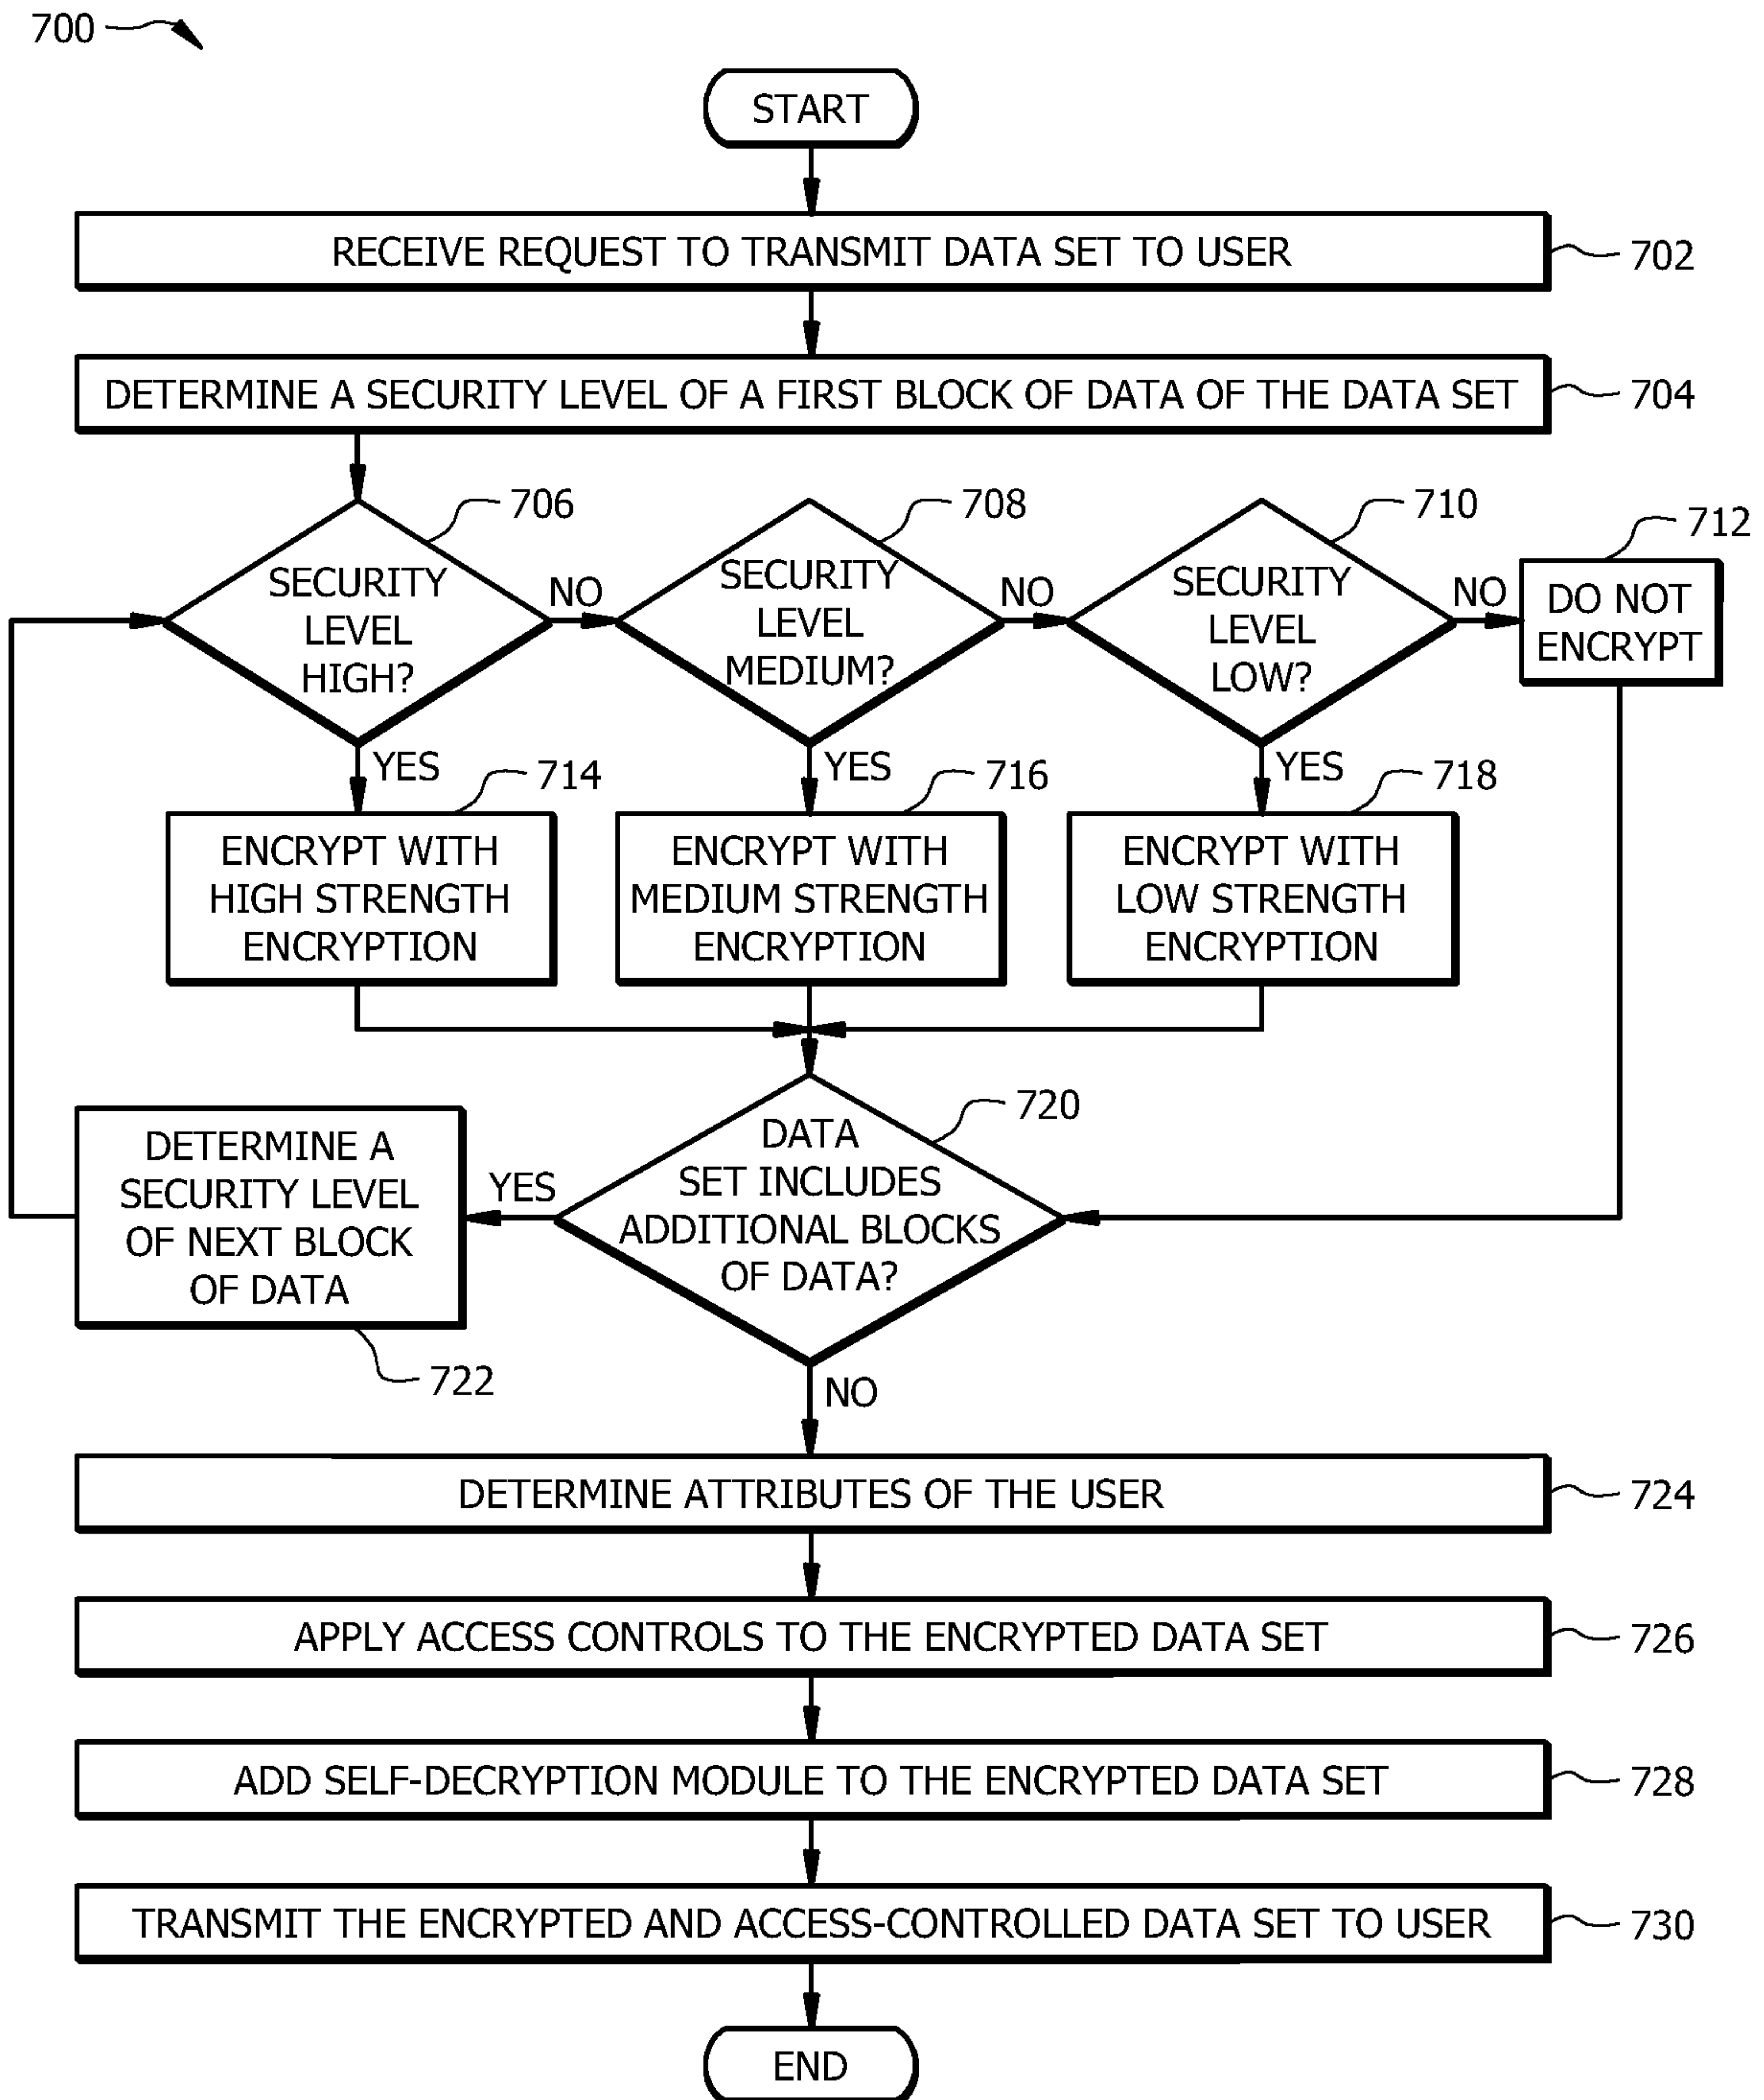 700
START
RECEIVE REQUEST TO TRANSMIT DATA SET TO USER
702
DETERMINE A SECURITY LEVEL OF A FIRST BLOCK OF DATA OF THE DATA SET
704
706
SECURITY
LEVEL
HIGH?
NO
YES
708
SECURITY
LEVEL
MEDIUM?
NO
YES
710
SECURITY
LEVEL
LOW?
NO
YES
712
DO NOT
ENCRYPT
714
ENCRYPT WITH
HIGH STRENGTH
ENCRYPTION
716
ENCRYPT WITH
MEDIUM STRENGTH
ENCRYPTION
718
ENCRYPT WITH
LOW STRENGTH
ENCRYPTION
720
DATA
SET INCLUDES
ADDITIONAL BLOCKS
OF DATA?
YES
NO
DETERMINE A
SECURITY LEVEL
OF NEXT BLOCK
OF DATA
722
DETERMINE ATTRIBUTES OF THE USER
724
APPLY ACCESS CONTROLS TO THE ENCRYPTED DATA SET
726
ADD SELF-DECRYPTION MODULE TO THE ENCRYPTED DATA SET
728
TRANSMIT THE ENCRYPTED AND ACCESS-CONTROLLED DATA SET TO USER
730
END